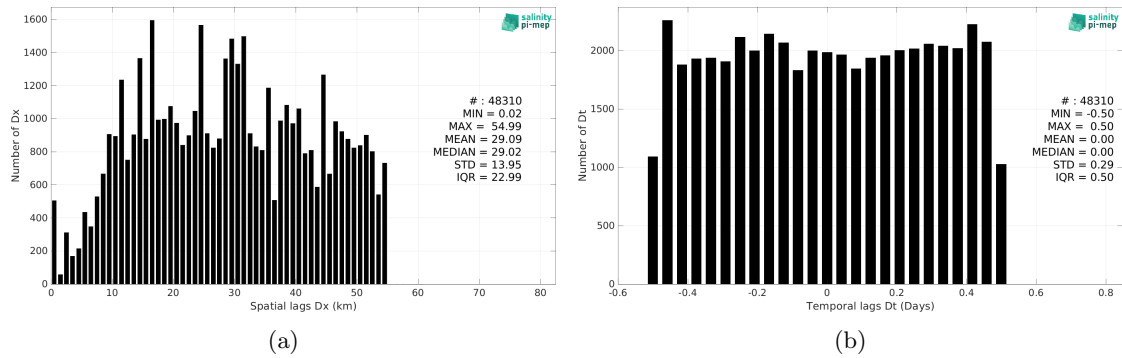 1600
1400
1200
1000
800
600
400
200
0
Number of Dx
0 10 20 30 40 50 60 70 80
Spatial lags Dx (km)
salinity
pi-mep
# : 48310
MIN = 0.02
MAX = 54.99
MEAN = 29.09
MEDIAN = 29.02
STD = 13.95
IQR = 22.99
(a)
2000
1500
1000
500
0
Number of Dt
-0.6 -0.4 -0.2 0 0.2 0.4 0.6 0.8
Temporal lags Dt (Days)
salinity
pi-mep
# : 48310
MIN = -0.50
MAX = 0.50
MEAN = 0.00
MEDIAN = 0.00
STD = 0.29
IQR = 0.50
(b)